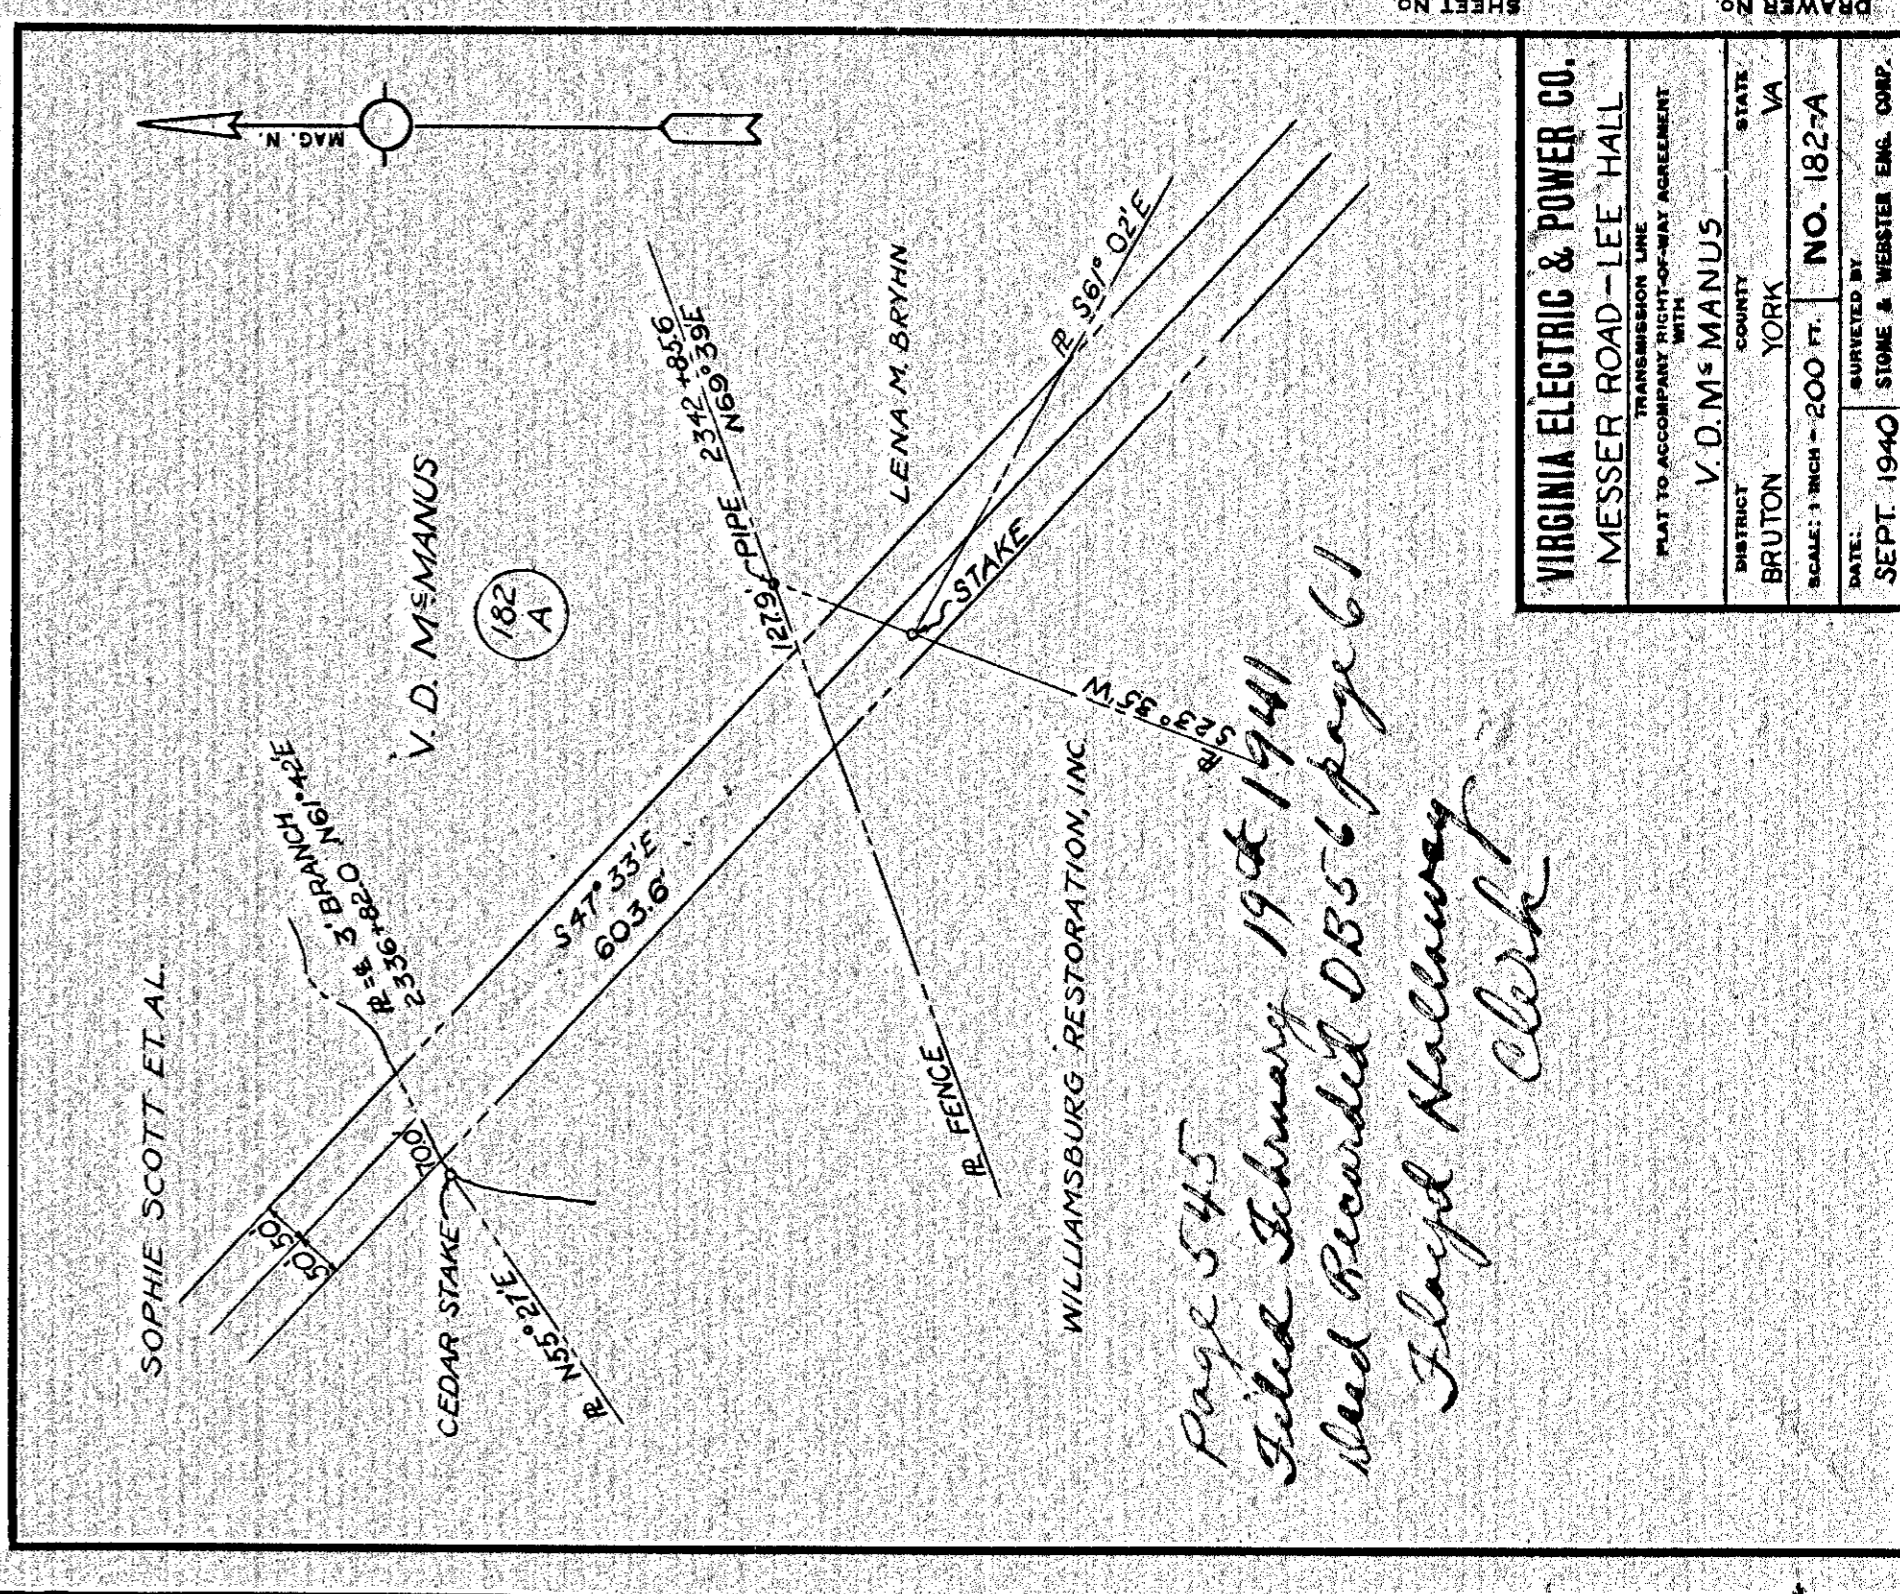 SHEET NO.
DRAWER NO.
MAG. N.
SOPHIE SCOTT ET. AL.
V. D. McMANUS
182
A
50'
50'
℄ = ℄ 3' BRANCH
2336+82.0 N61°42'E
70.0'
CEDAR STAKE
℄ N55°27'E
S47°33'E
603.6'
2342+85.6
N69°39'E
PIPE
127.9'
LENA M. BRYHN
℄ S61°02'E
STAKE
℄ S23°35'W
℄ FENCE
WILLIAMSBURG RESTORATION, INC.
Page 545
Filed February 19th 1941
Deed Recorded DB56 page 61
Floyd Holloway
Clerk
VIRGINIA ELECTRIC & POWER CO.
MESSER ROAD-LEE HALL
TRANSMISSION LINE
PLAT TO ACCOMPANY RIGHT-OF-WAY AGREEMENT
WITH
V. D. McMANUS
DISTRICT COUNTY STATE
BRUTON YORK VA
SCALE: 1 INCH = 200 FT. NO. 182-A
DATE: SURVEYED BY
SEPT. 1940 STONE & WEBSTER ENG. CORP.